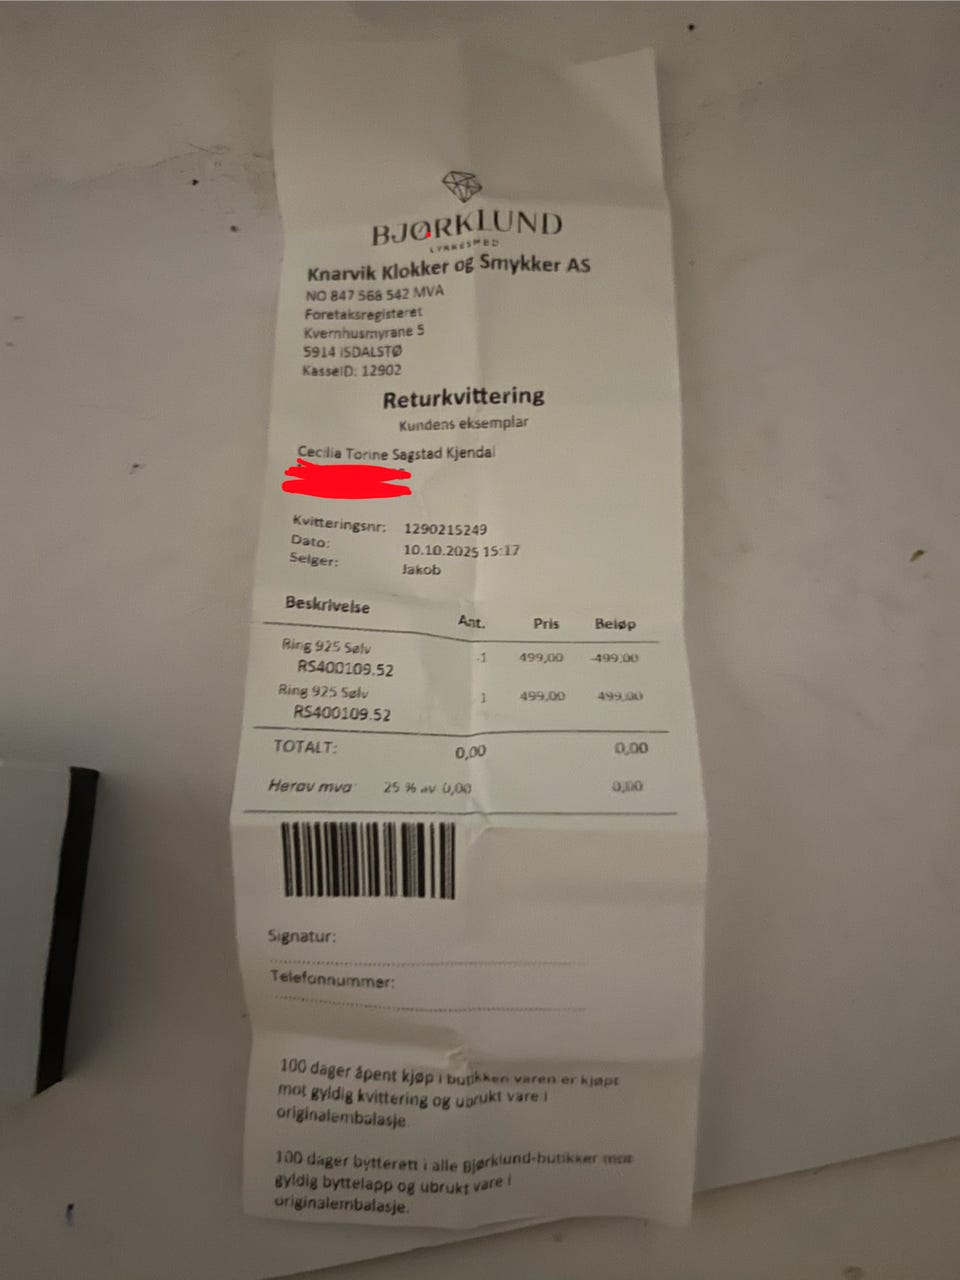 BJØRKLUND
LYKKESMED
Knarvik Klokker og Smykker AS
NO 847 568 542 MVA
Foretaksregisteret
Kvernhusmyrane 5
5914 ISDALSTØ
KasseID: 12902
Returkvittering
Kundens eksemplar
Cecilia Torine Sagstad Kjendal
Kvitteringsnr: 1290215249
Dato: 10.10.2025 15:17
Selger: Jakob
Beskrivelse Ant. Pris Beløp
Ring 925 Sølv -1 499,00 -499,00
RS400109.52
Ring 925 Sølv 1 499,00 499,00
RS400109.52
TOTALT: 0,00 0,00
Herav mva 25 % av 0,00 0,00
Signatur:
Telefonnummer:
100 dager åpent kjøp i butikken varen er kjøpt
mot gyldig kvittering og ubrukt vare i
originalembalasje.
100 dager bytterett i alle Bjørklund-butikker mot
gyldig byttelapp og ubrukt vare i
originalembalasje.